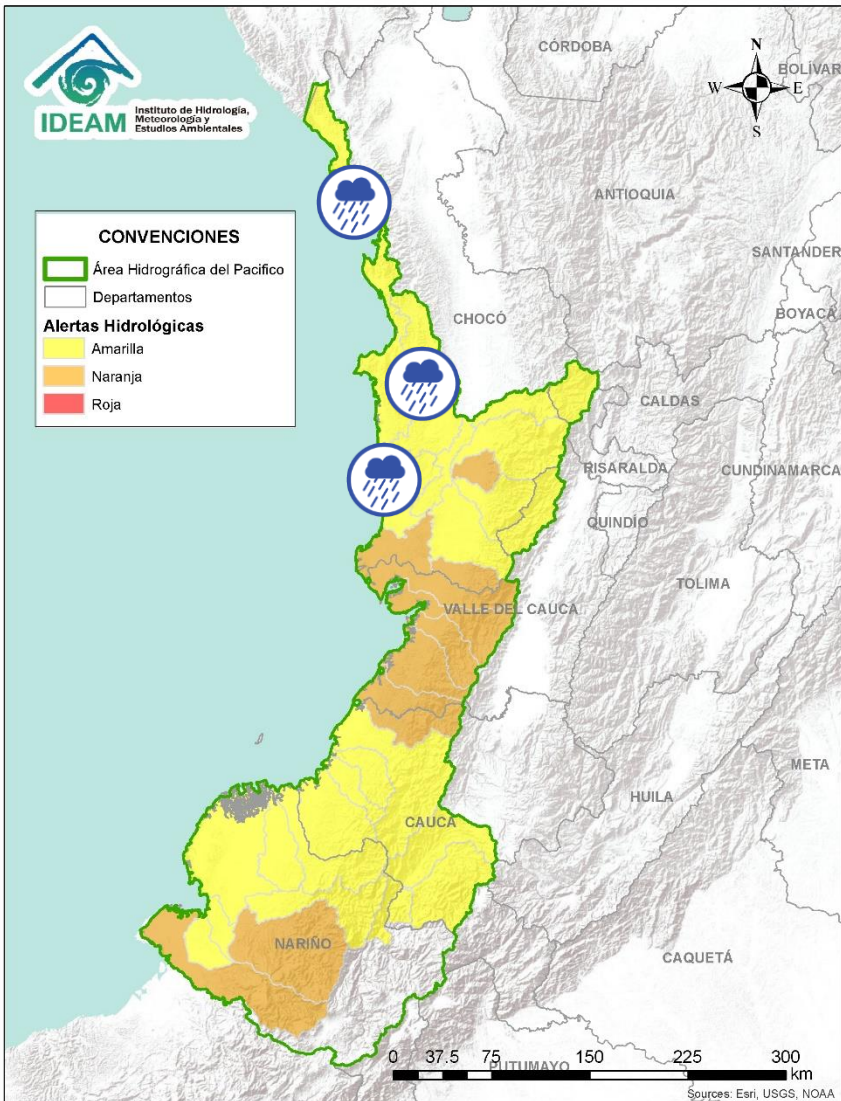 IDEAM
Instituto de Hidrología,
Meteorología y
Estudios Ambientales
N
W
E
S
CÓRDOBA
BOLÍVAR
ANTIOQUIA
SANTANDER
BOYACA
CHOCÓ
CALDAS
RISARALDA
CUNDINAMARCA
QUINDÍO
TOLIMA
VALLE DEL CAUCA
META
HUILA
CAUCA
NARIÑO
CAQUETÁ
PUTUMAYO
CONVENCIONES
Área Hidrográfica del Pacifico
Departamentos
Alertas Hidrológicas
Amarilla
Naranja
Roja
0 37.5 75 150 225 300
km
Sources: Esri, USGS, NOAA